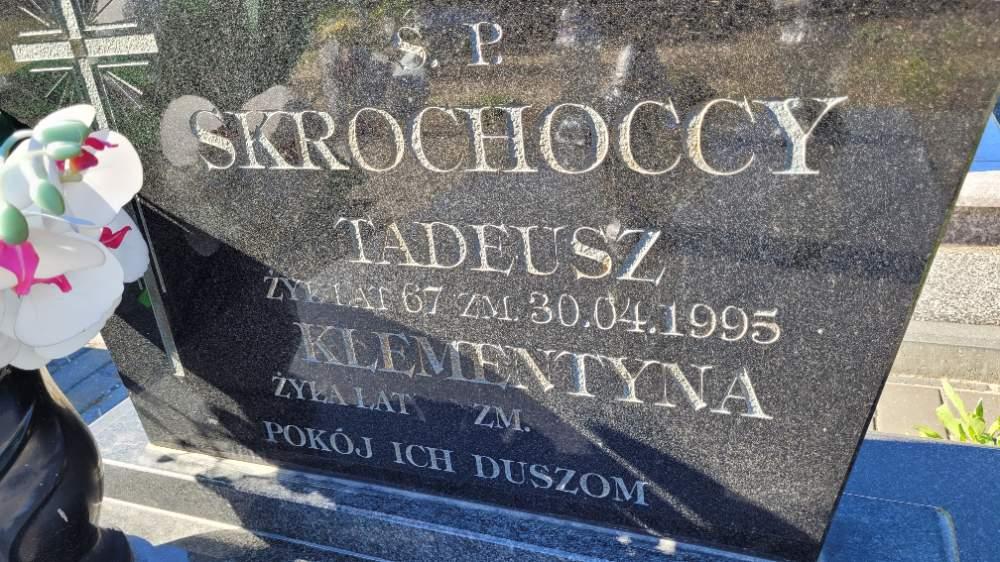 Ś. P.
SKROCHOCCY
TADEUSZ
ŻYŁ LAT 67 ZM. 30.04.1995
KLEMENTYNA
ŻYŁA LAT ZM.
POKÓJ ICH DUSZOM